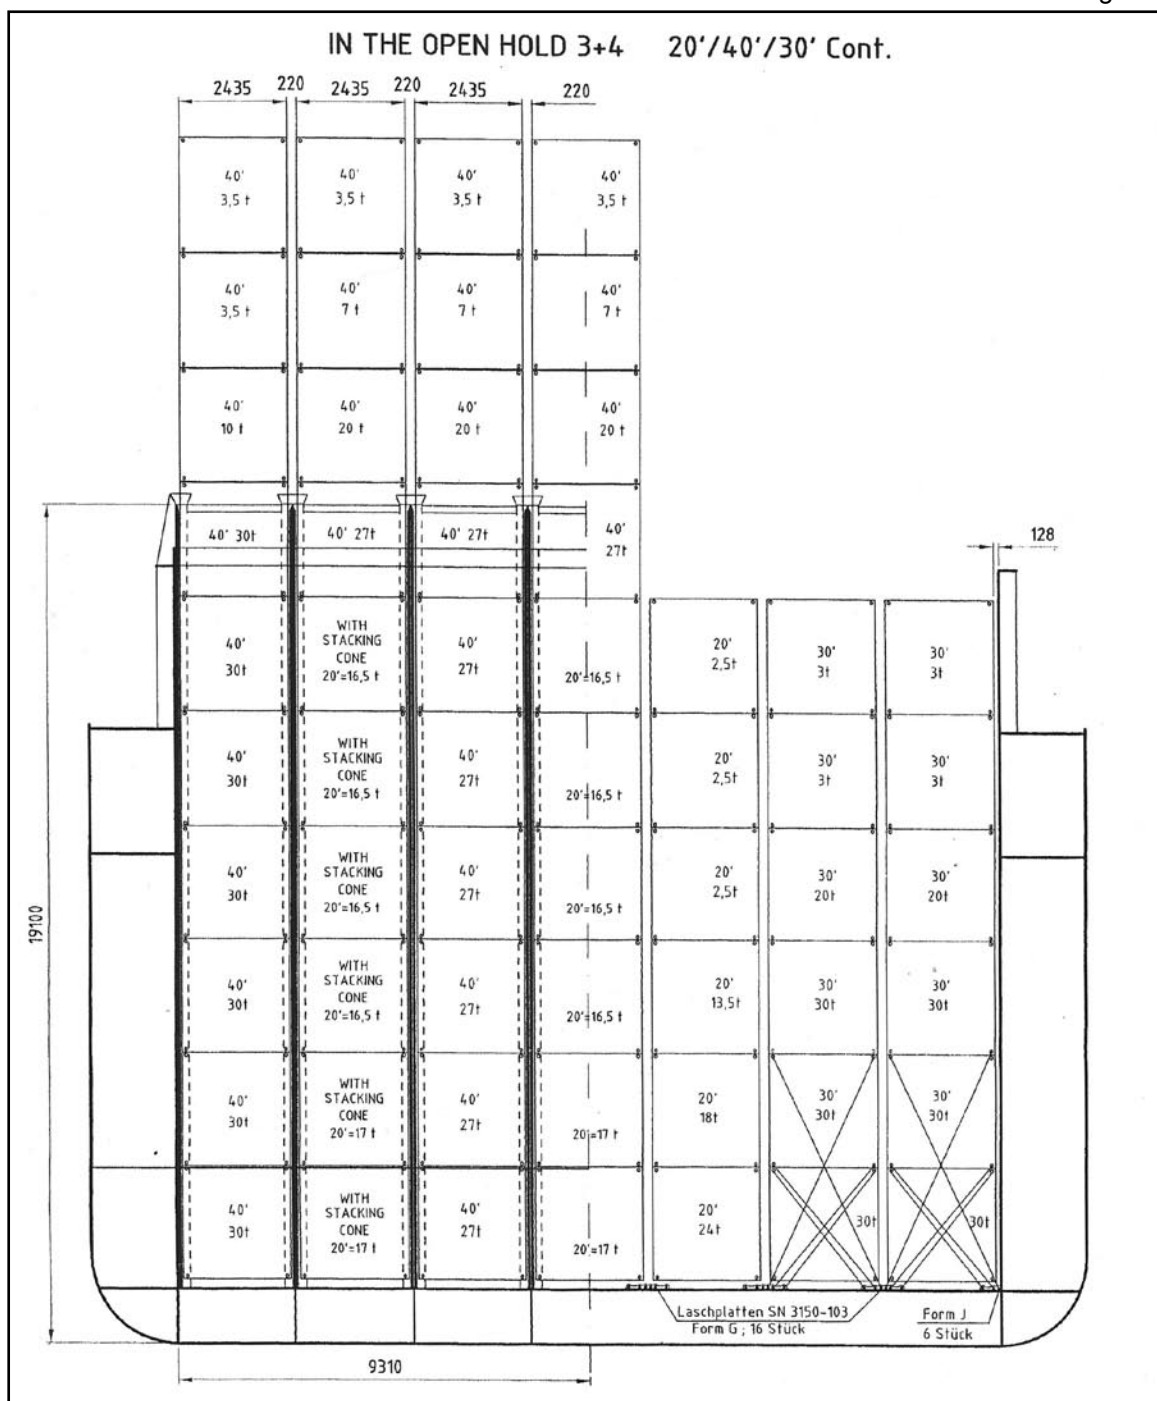 IN THE OPEN HOLD 3+4 20'/40'/30' Cont.
2435 220 2435 220 2435 220
40' 40' 40' 40'
3,5 t 3,5 t 3,5 t 3,5 t
40' 40' 40' 40'
3,5 t 7 t 7 t 7 t
40' 40' 40' 40'
10 t 20 t 20 t 20 t
40' 30t 40' 27t 40' 27t 40'
27t
128
40' WITH STACKING CONE 40' 20' 30' 30'
30t 20'=16,5 t 27t 20'=16,5 t 2,5t 3t 3t
40' WITH STACKING CONE 40' 20' 30' 30'
30t 20'=16,5 t 27t 20'=16,5 t 2,5t 3t 3t
40' WITH STACKING CONE 40' 20' 30' 30'
30t 20'=16,5 t 27t 20'=16,5 t 2,5t 20t 20t
19100
40' WITH STACKING CONE 40' 20' 30' 30'
30t 20'=16,5 t 27t 20'=16,5 t 13,5t 30t 30t
40' WITH STACKING CONE 40' 20' 30' 30'
30t 20'=17 t 27t 20'=17 t 18t 30t 30t
40' WITH STACKING CONE 40' 20'
30t 20'=17 t 27t 20'=17 t 24t 30t 30t
Laschplatten SN 3150-103
Form G ; 16 Stück
Form J
6 Stück
9310